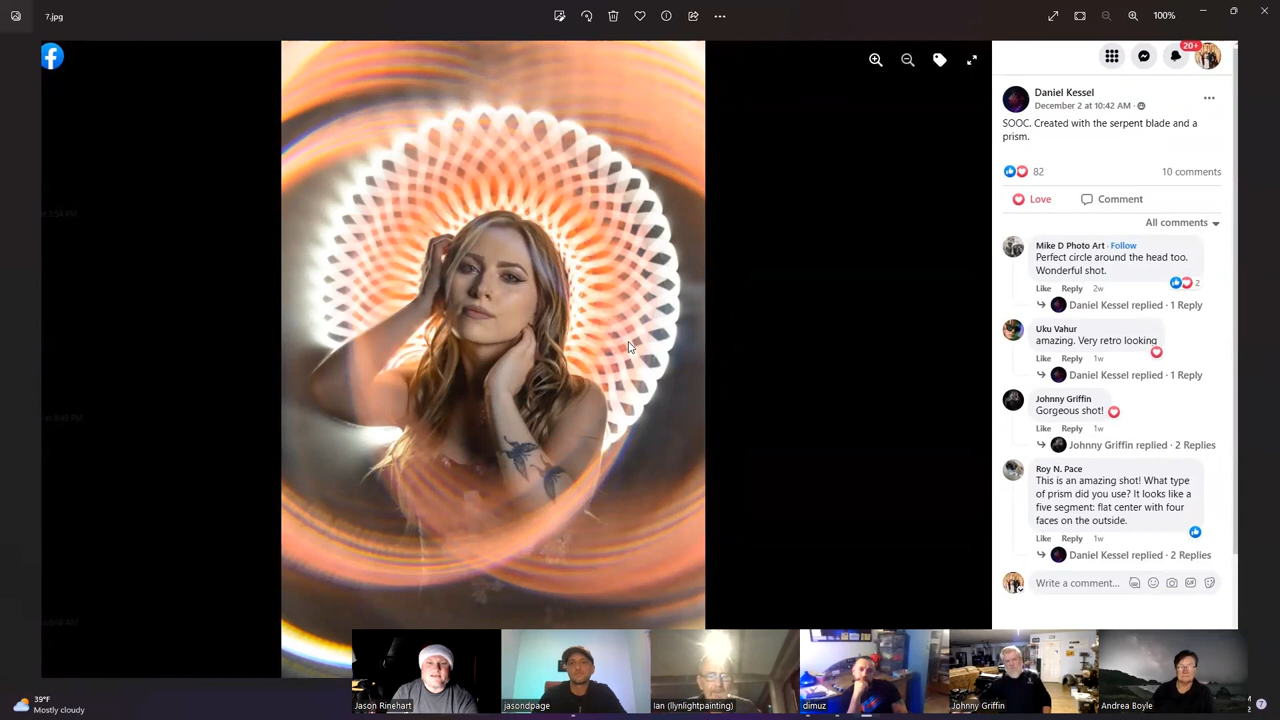 7.jpg
100%
20+
Daniel Kessel
December 2 at 10:42 AM ·
SOOC. Created with the serpent blade and a
prism.
82
10 comments
Love
Comment
All comments
Mike D Photo Art · Follow
Perfect circle around the head too.
Wonderful shot.
2
Like Reply 2w
Daniel Kessel replied · 1 Reply
Uku Vahur
amazing. Very retro looking
Like Reply 1w
Daniel Kessel replied · 1 Reply
Johnny Griffin
Gorgeous shot!
Like Reply 1w
Johnny Griffin replied · 2 Replies
Roy N. Pace
This is an amazing shot! What type
of prism did you use? It looks like a
five segment: flat center with four
faces on the outside.
Like Reply 1w
Daniel Kessel replied · 2 Replies
Write a comment...
GIF
Jason Rinehart
jasondpage
Ian (llynlightpainting)
dimuz
Johnny Griffin
Andrea Boyle
39°F
Mostly cloudy